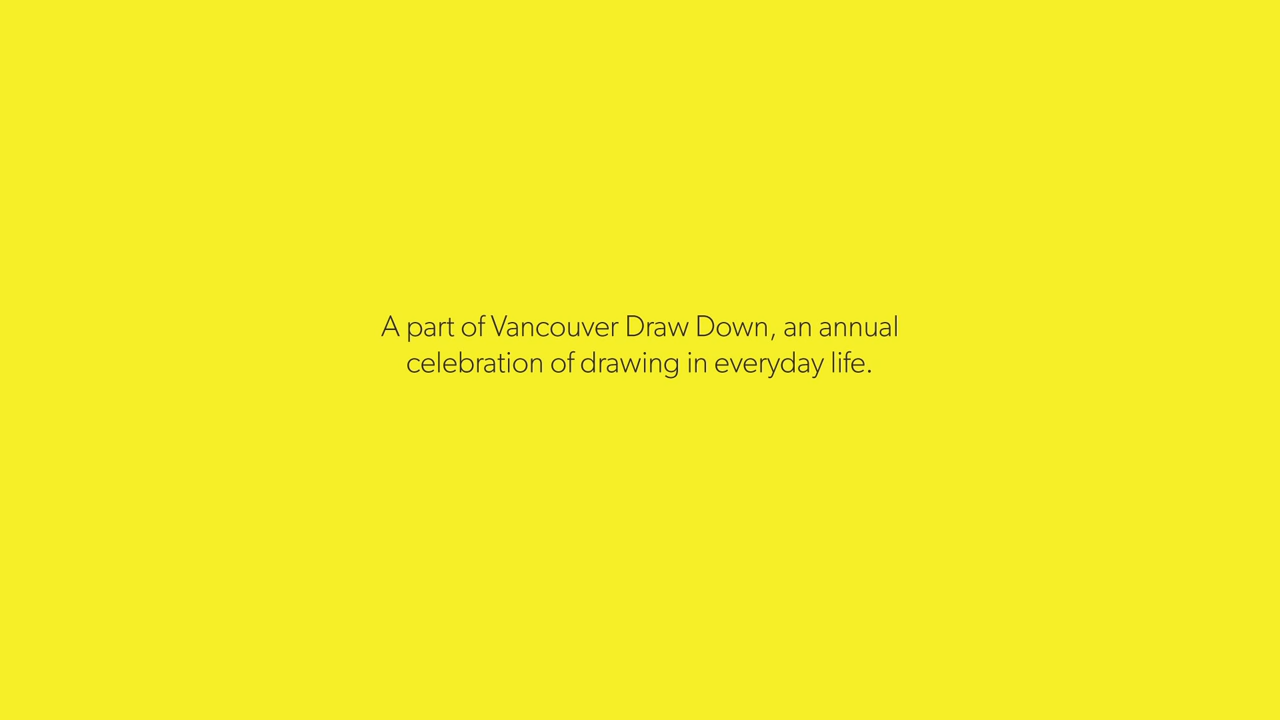 A part of Vancouver Draw Down, an annual
celebration of drawing in everyday life.